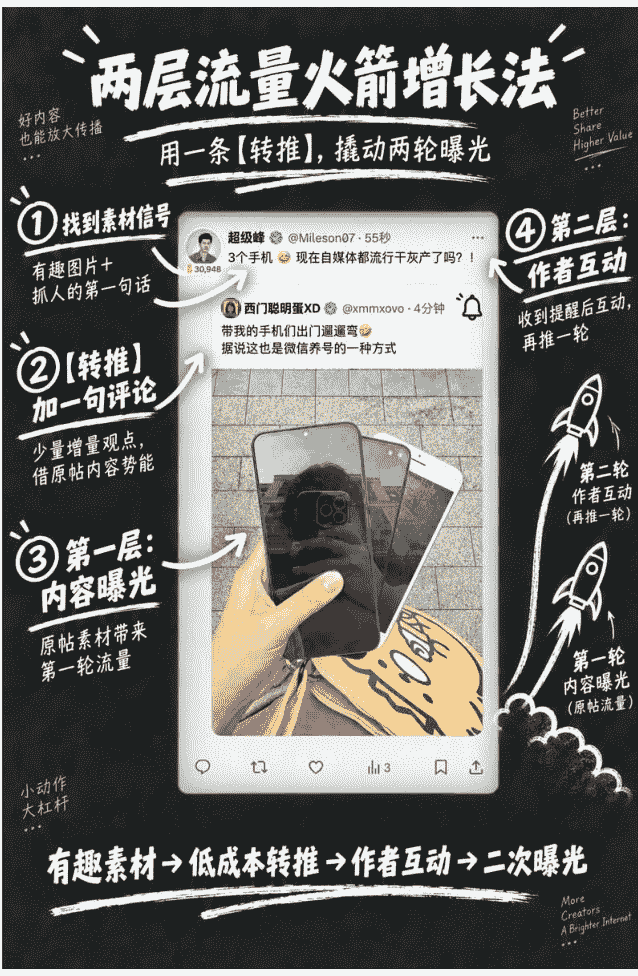 两层流量火箭增长法
好内容
也能放大传播
...
Better
Share
Higher Value
...
用一条【转推】，撬动两轮曝光
① 找到素材信号
有趣图片＋
抓人的第一句话
②【转推】
加一句评论
少量增量观点，
借原帖内容势能
③ 第一层：
内容曝光
原帖素材带来
第一轮流量
超级峰 @Mileson07 · 55秒
30,948
3个手机 🤣 现在自媒体都流行干灰产了吗？！
西门聪明蛋XD @xmmxovo · 4分钟
带我的手机们出门遛遛弯🤣
据说这也是微信养号的一种方式
3
④ 第二层：
作者互动
收到提醒后互动，
再推一轮
第二轮
作者互动
（再推一轮）
第一轮
内容曝光
（原帖流量）
小动作
大杠杆
...
有趣素材→低成本转推→作者互动→二次曝光
More
Creators
A Brighter Internet
...